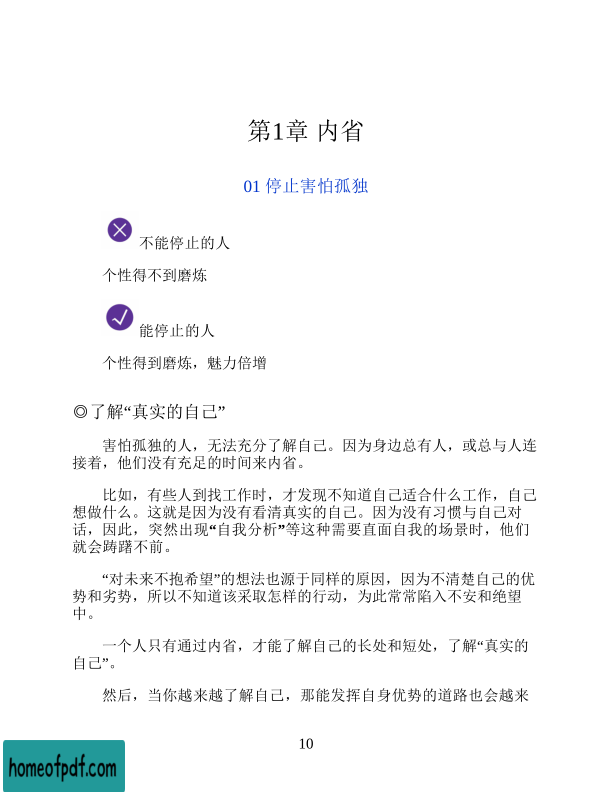 第1章 内省
01 停止害怕孤独
不能停止的人
个性得不到磨炼
能停止的人
个性得到磨炼，魅力倍增
◎了解“真实的自己”
害怕孤独的人，无法充分了解自己。因为身边总有人，或总与人连
接着，他们没有充足的时间来内省。
比如，有些人到找工作时，才发现不知道自己适合什么工作，自己
想做什么。这就是因为没有看清真实的自己。因为没有习惯与自己对
话，因此，突然出现“自我分析”等这种需要直面自我的场景时，他们
就会踌躇不前。
“对未来不抱希望”的想法也源于同样的原因，因为不清楚自己的优
势和劣势，所以不知道该采取怎样的行动，为此常常陷入不安和绝望
中。
一个人只有通过内省，才能了解自己的长处和短处，了解“真实的
自己”。
然后，当你越来越了解自己，那能发挥自身优势的道路也会越来
10
homeofpdf.com